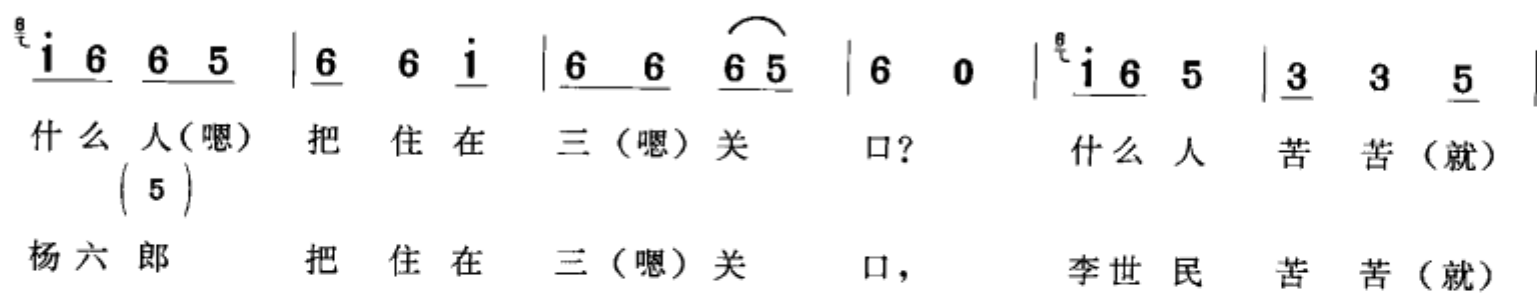 6 i 6 6 5 | 6 6 i | 6 6 6 5 | 6 0 | 6 i 6 5 | 3 3 5 |
什么 人(嗯) 把 住 在 三(嗯)关 口? 什么 人 苦 苦(就)
( 5 )
杨六 郎 把 住 在 三(嗯)关 口, 李世 民 苦 苦(就)